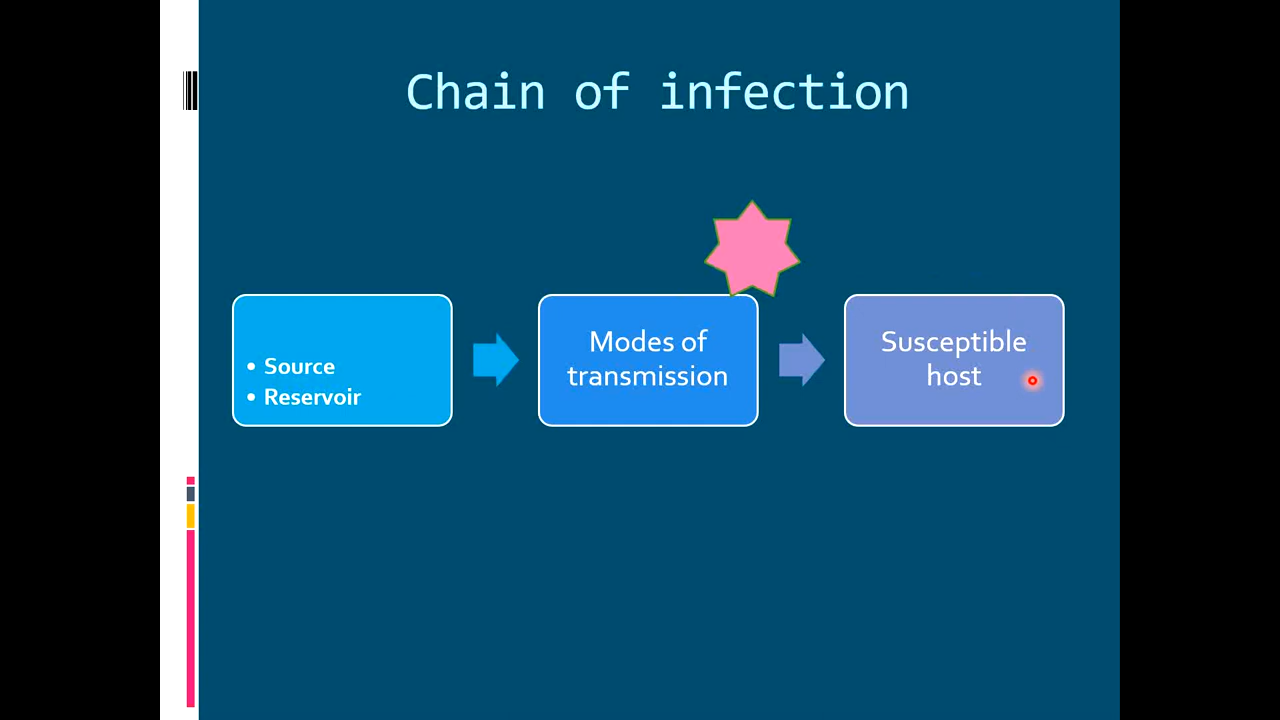 Chain of infection
• Source
• Reservoir
Modes of
transmission
Susceptible
host